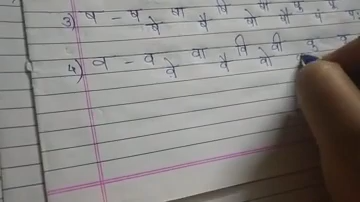 3) ब - ब बा
बे बै बो बौ बं
4) व - व वा वि वी वु
वे वै वो